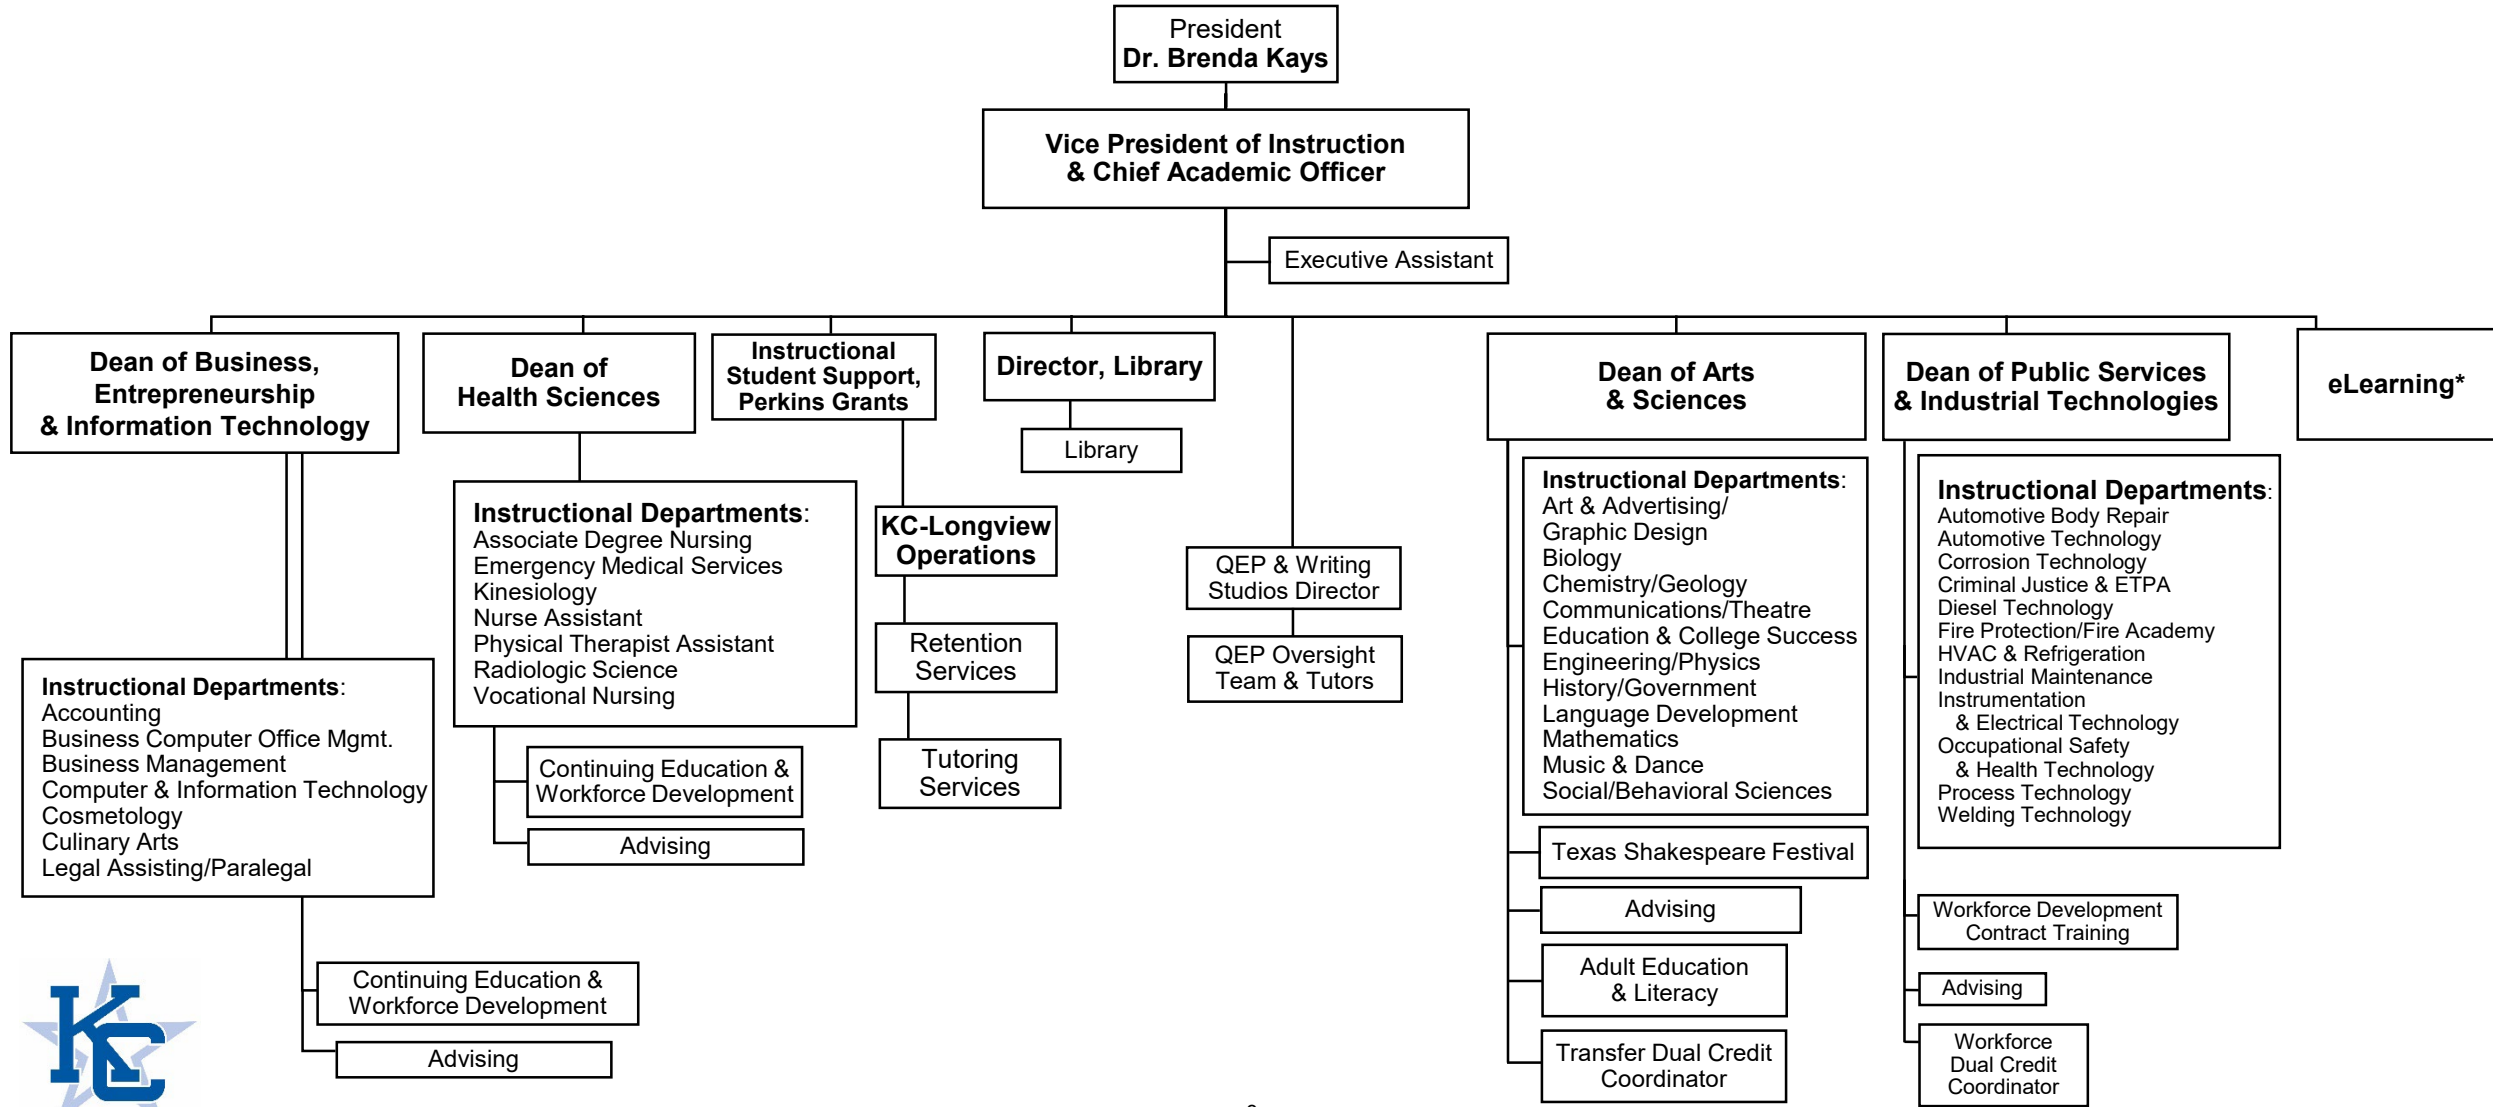 President
Dr. Brenda Kays
Vice President of Instruction
& Chief Academic Officer
Executive Assistant
Dean of Business,
Entrepreneurship
& Information Technology
Instructional Departments:
Accounting
Business Computer Office Mgmt.
Business Management
Computer & Information Technology
Cosmetology
Culinary Arts
Legal Assisting/Paralegal
Continuing Education &
Workforce Development
Advising
Dean of
Health Sciences
Instructional Departments:
Associate Degree Nursing
Emergency Medical Services
Kinesiology
Nurse Assistant
Physical Therapist Assistant
Radiologic Science
Vocational Nursing
Continuing Education &
Workforce Development
Advising
Instructional
Student Support,
Perkins Grants
KC-Longview
Operations
Retention
Services
Tutoring
Services
Director, Library
Library
QEP & Writing
Studios Director
QEP Oversight
Team & Tutors
Dean of Arts
& Sciences
Instructional Departments:
Art & Advertising/
Graphic Design
Biology
Chemistry/Geology
Communications/Theatre
Education & College Success
Engineering/Physics
History/Government
Language Development
Mathematics
Music & Dance
Social/Behavioral Sciences
Texas Shakespeare Festival
Advising
Adult Education
& Literacy
Transfer Dual Credit
Coordinator
Dean of Public Services
& Industrial Technologies
Instructional Departments:
Automotive Body Repair
Automotive Technology
Corrosion Technology
Criminal Justice & ETPA
Diesel Technology
Fire Protection/Fire Academy
HVAC & Refrigeration
Industrial Maintenance
Instrumentation
& Electrical Technology
Occupational Safety
& Health Technology
Process Technology
Welding Technology
Workforce Development
Contract Training
Advising
Workforce
Dual Credit
Coordinator
eLearning*
KC